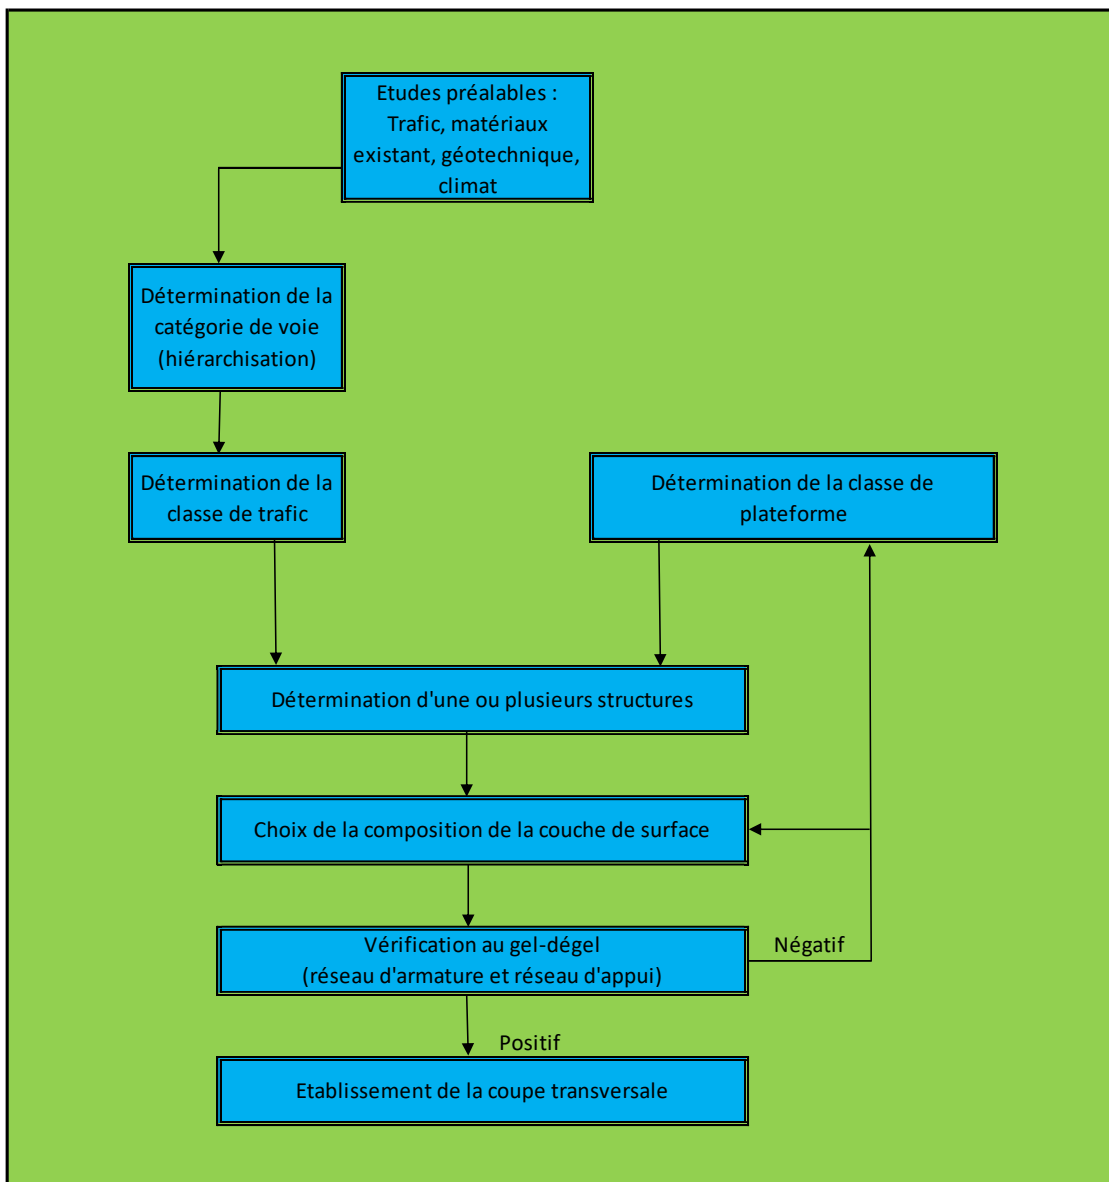 Etudes préalables :
Trafic, matériaux
existant, géotechnique,
climat
Détermination de la
catégorie de voie
(hiérarchisation)
Détermination de la
classe de trafic
Détermination de la classe de
plateforme
Détermination d'une ou plusieurs structures
Choix de la composition de la couche de surface
Vérification au gel-dégel
(réseau d'armature et réseau d'appui)
Négatif
Positif
Etablissement de la coupe transversale